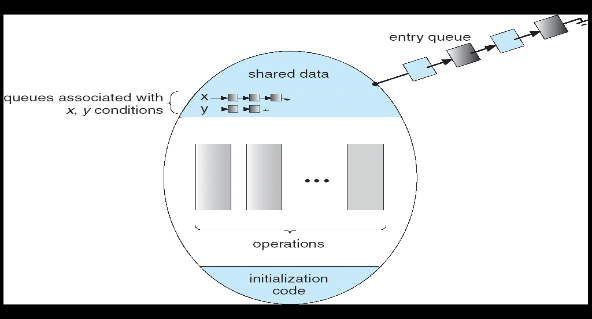 entry queue
shared data
queues associated with
x, y conditions
x
y
operations
initialization
code